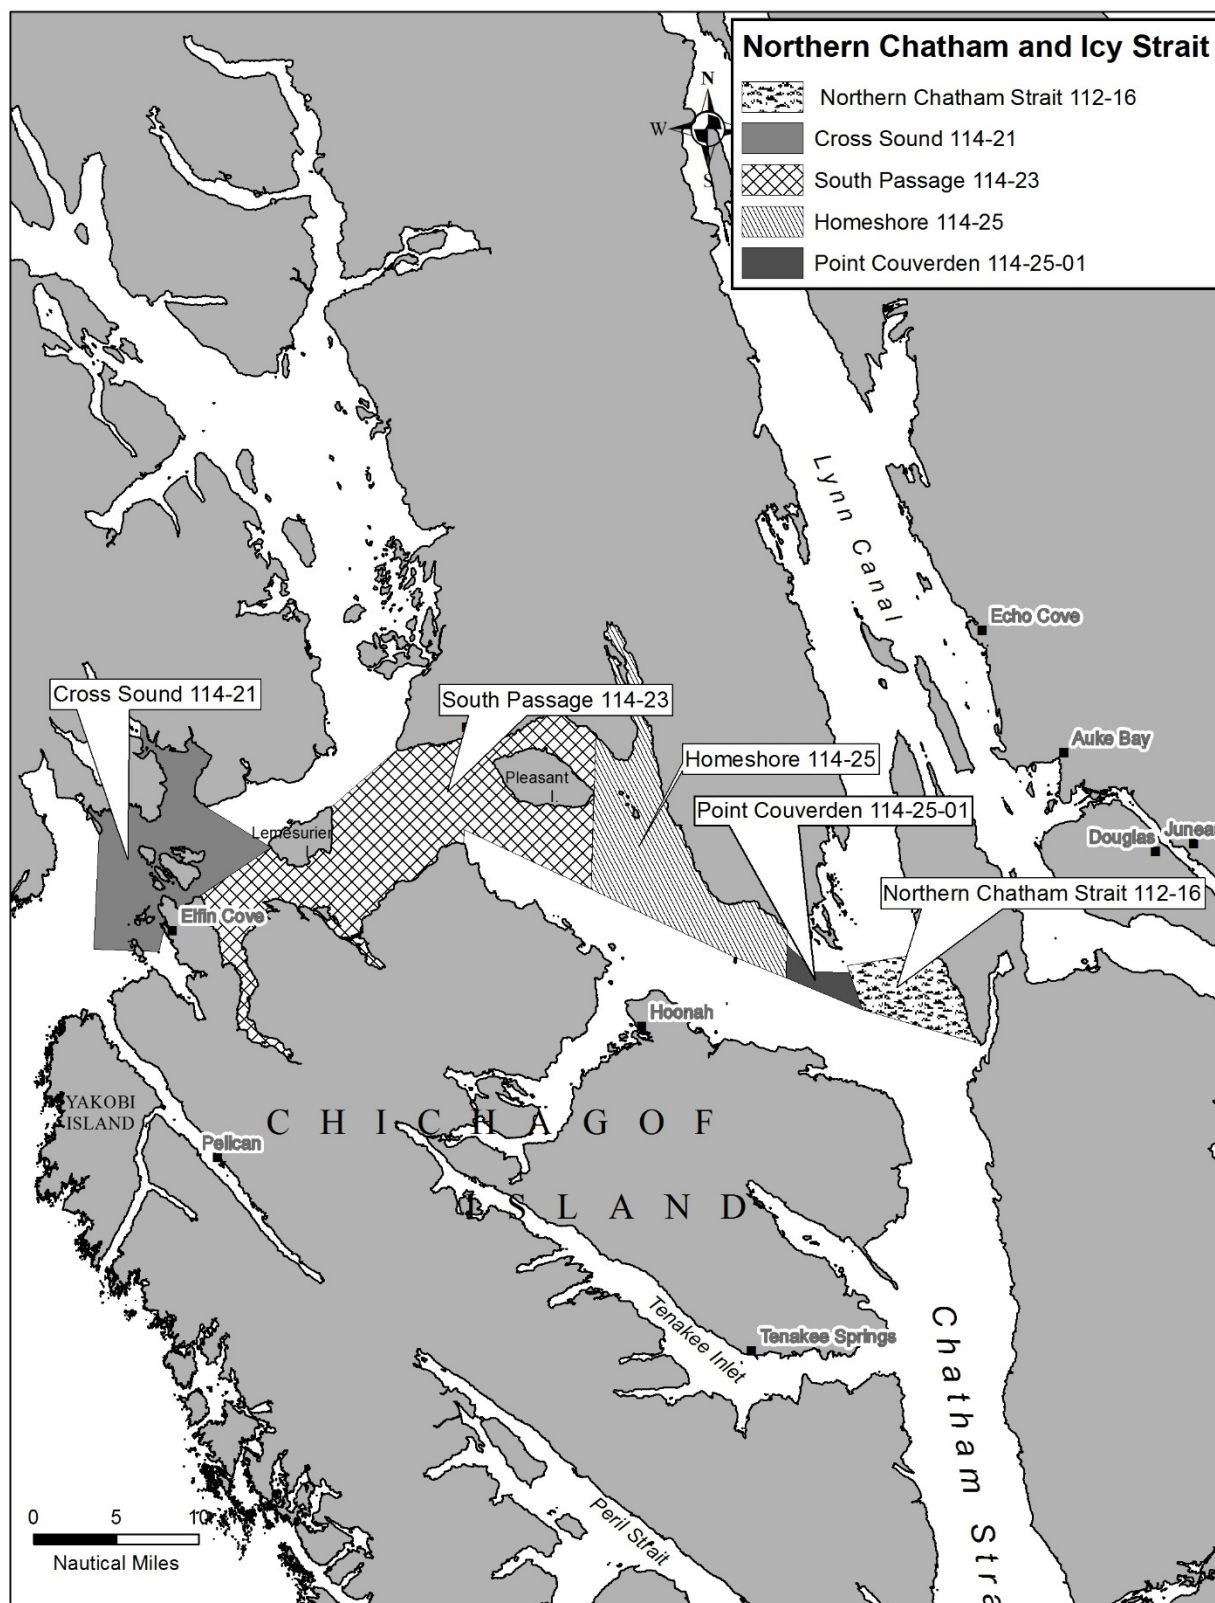 Northern Chatham and Icy Strait
N
W
S
Northern Chatham Strait 112-16
Cross Sound 114-21
South Passage 114-23
Homeshore 114-25
Point Couverden 114-25-01
Lynn Canal
Echo Cove
Cross Sound 114-21
South Passage 114-23
Auke Bay
Homeshore 114-25
Pleasant
I.
Point Couverden 114-25-01
Lemesurier
I
Douglas
Juneau
Northern Chatham Strait 112-16
Elfin Cove
Hoonah
YAKOBI
ISLAND
CHICHAGOF
ISLAND
Pelican
Tenakee Inlet
Tenakee Springs
Chatham Stra
Peril Strait
0 5 10
Nautical Miles